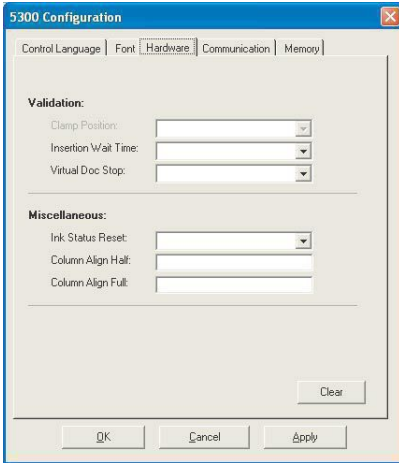 5300 Configuration
Control Language Font Hardware Communication Memory
Validation:
Clamp Position:
Insertion Wait Time:
Virtual Doc Stop:
Miscellaneous:
Ink Status Reset:
Column Align Half:
Column Align Full:
Clear
OK Cancel Apply